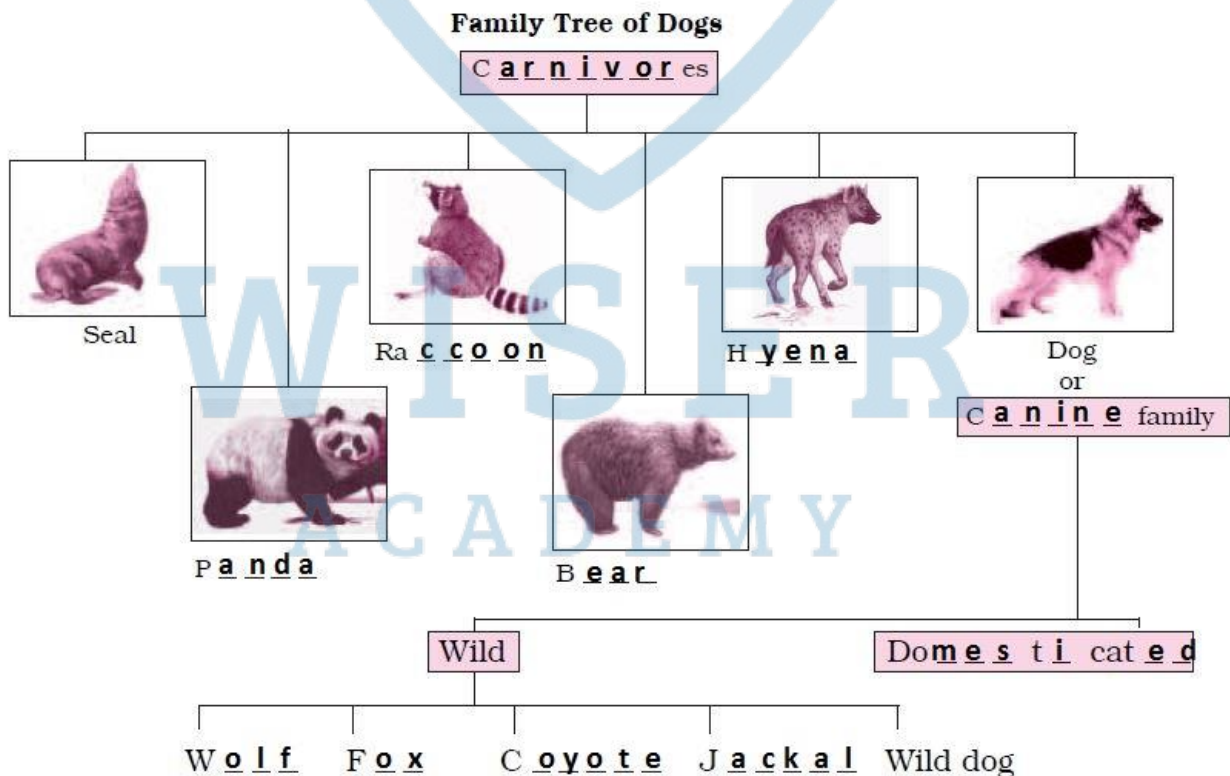 Family Tree of Dogs
Carnivores
Seal
Raccoon
Hyena
Dog
or
Canine family
Panda
Bear
WISER
ACADEMY
Wild
Domesticated
Wolf
Fox
Coyote
Jackal
Wild dog